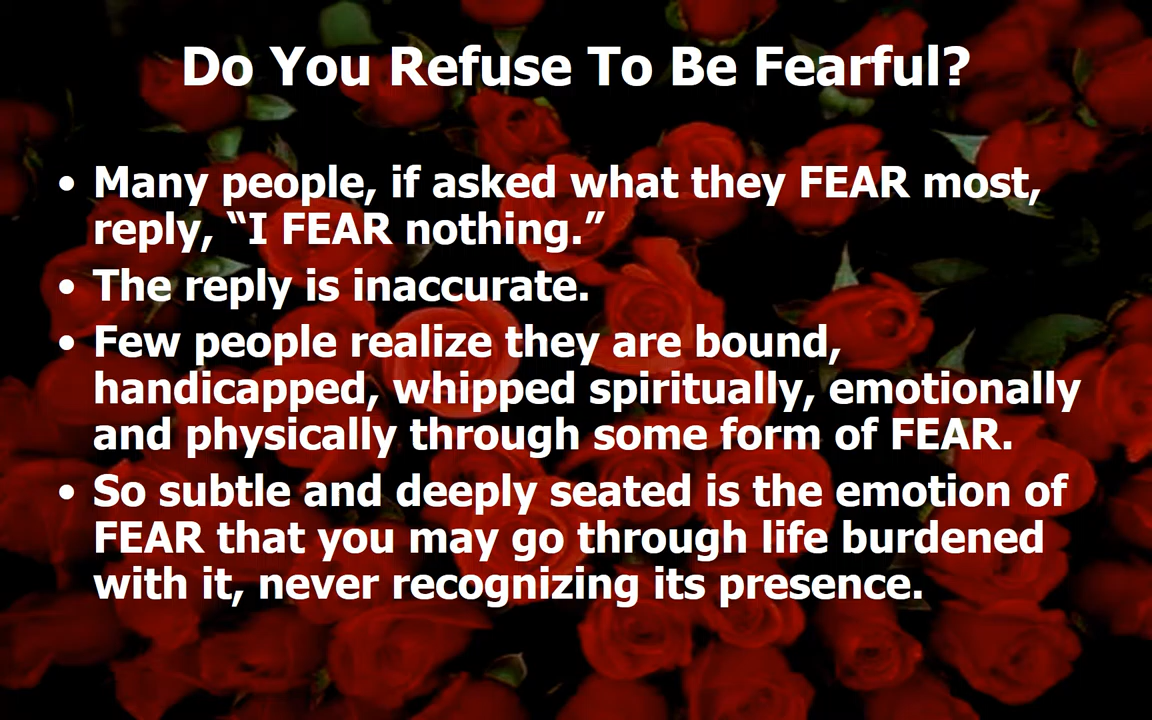 Do You Refuse To Be Fearful?
• Many people, if asked what they FEAR most,
reply, “I FEAR nothing.”
• The reply is inaccurate.
• Few people realize they are bound,
handicapped, whipped spiritually, emotionally
and physically through some form of FEAR.
• So subtle and deeply seated is the emotion of
FEAR that you may go through life burdened
with it, never recognizing its presence.